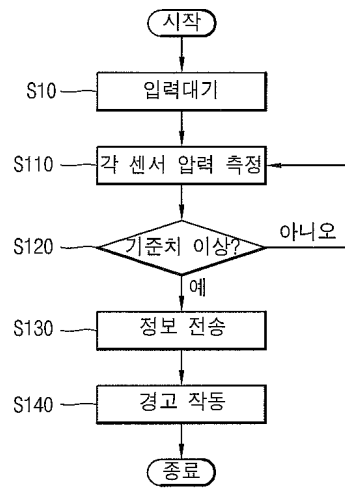 시작
S10
입력대기
S110
각 센서 압력 측정
S120
기준치 이상?
아니오
예
S130
정보 전송
S140
경고 작동
종료